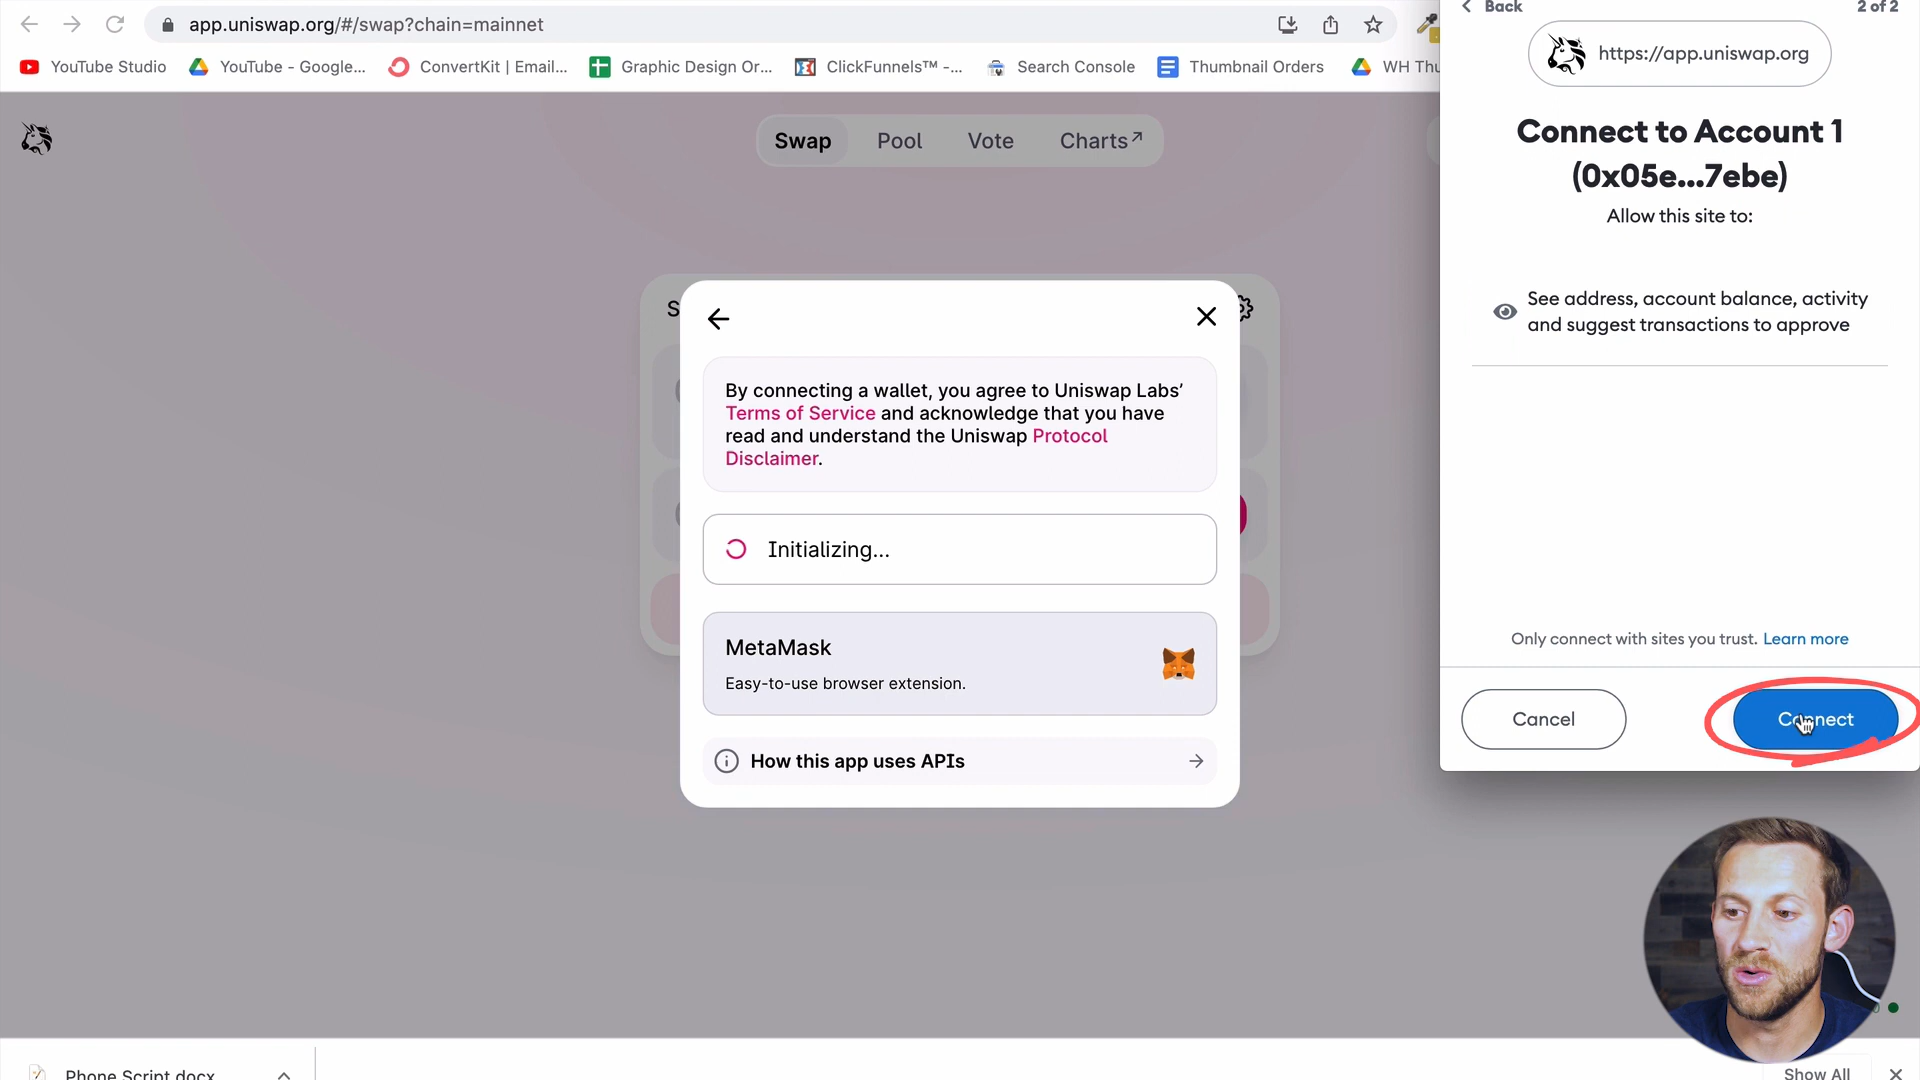 app.uniswap.org/#/swap?chain=mainnet
YouTube Studio
YouTube - Google...
ConvertKit | Email...
Graphic Design Or...
ClickFunnels™ -...
Search Console
Thumbnail Orders
WH Thu
Swap
Pool
Vote
Charts↗
S
By connecting a wallet, you agree to Uniswap Labs’
Terms of Service and acknowledge that you have
read and understand the Uniswap Protocol
Disclaimer.
Initializing...
MetaMask
Easy-to-use browser extension.
How this app uses APIs
Back
2 of 2
https://app.uniswap.org
Connect to Account 1
(0x05e...7ebe)
Allow this site to:
See address, account balance, activity
and suggest transactions to approve
Only connect with sites you trust. Learn more
Cancel
Connect
Phone Script.docx
Show All